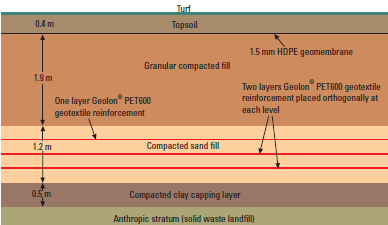 Turf
0.4 m
Topsoil
1.5 mm HDPE geomembrane
Granular compacted fill
1.9 m
Two layers Geolon® PET600 geotextile
reinforcement placed orthogonally at
each level
One layer Geolon® PET600
geotextile reinforcement
1.2 m
Compacted sand fill
0.5 m
Compacted clay capping layer
Anthropic stratum (solid waste landfill)